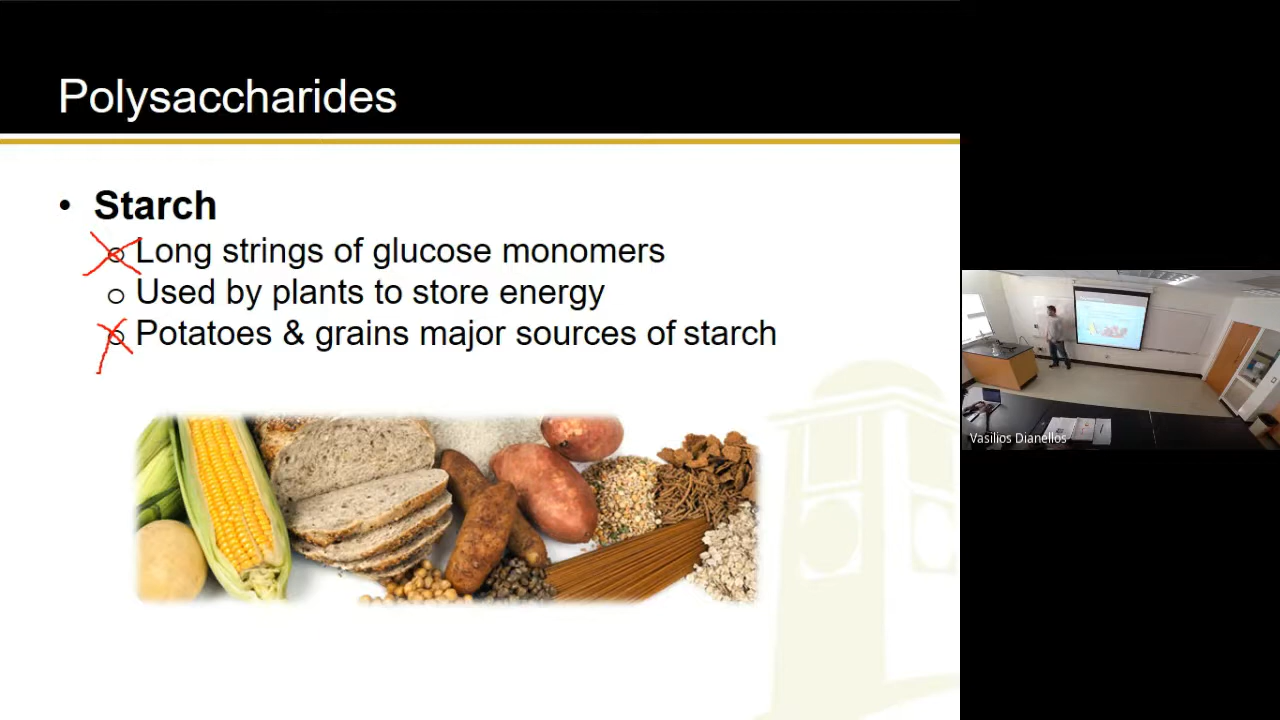 Polysaccharides
• Starch
o Long strings of glucose monomers
o Used by plants to store energy
o Potatoes & grains major sources of starch
Vasilios Dianellos